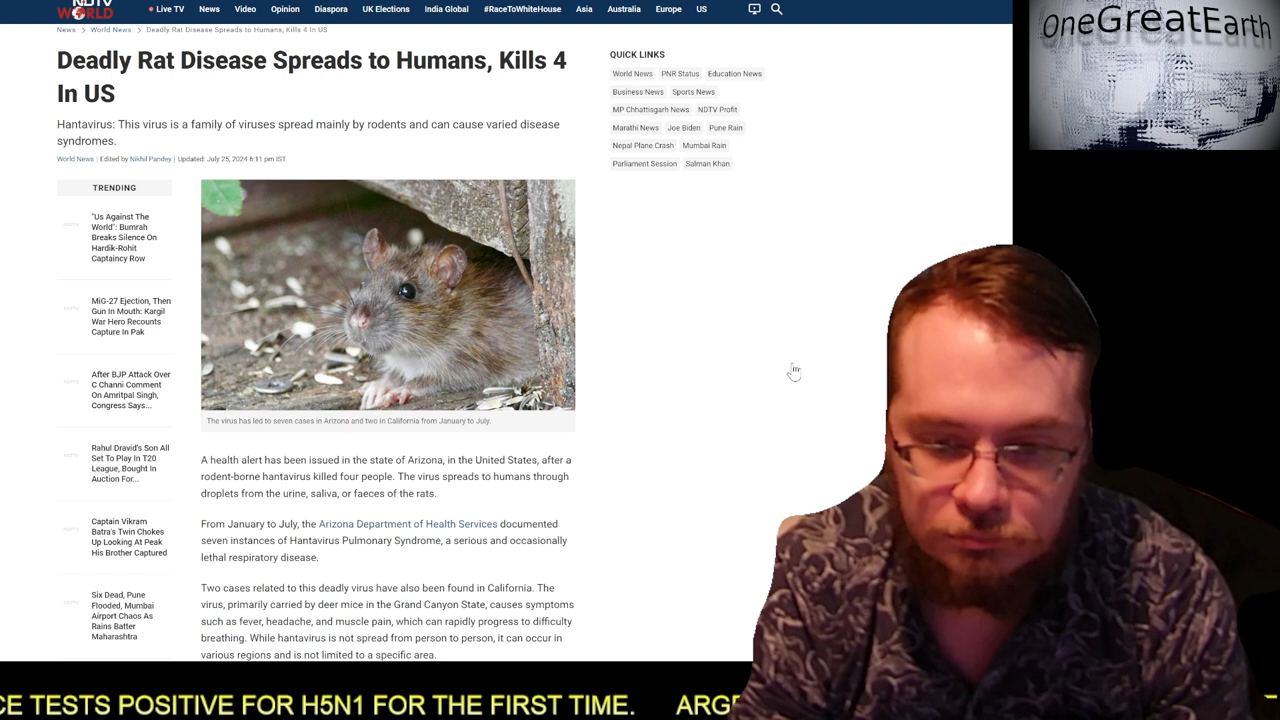 NDTV
WORLD
Live TV News Video Opinion Diaspora UK Elections India Global #RaceToWhiteHouse Asia Australia Europe US
OneGreatEarth
News World News Deadly Rat Disease Spreads to Humans, Kills 4 In US
Deadly Rat Disease Spreads to Humans, Kills 4
In US
Hantavirus: This virus is a family of viruses spread mainly by rodents and can cause varied disease
syndromes.
World News | Edited by Nikhil Pandey | Updated: July 25, 2024 6:11 pm IST
QUICK LINKS
World News PNR Status Education News
Business News Sports News
MP Chhattisgarh News NDTV Profit
Marathi News Joe Biden Pune Rain
Nepal Plane Crash Mumbai Rain
Parliament Session Salman Khan
TRENDING
"Us Against The
World": Bumrah
Breaks Silence On
Hardik-Rohit
Captaincy Row
MiG-27 Ejection, Then
Gun In Mouth: Kargil
War Hero Recounts
Capture In Pak
After BJP Attack Over
C Channi Comment
On Amritpal Singh,
Congress Says...
Rahul Dravid's Son All
Set To Play In T20
League, Bought In
Auction For...
Captain Vikram
Batra's Twin Chokes
Up Looking At Peak
His Brother Captured
Six Dead, Pune
Flooded, Mumbai
Airport Chaos As
Rains Batter
Maharashtra
The virus has led to seven cases in Arizona and two in California from January to July.
A health alert has been issued in the state of Arizona, in the United States, after a
rodent-borne hantavirus killed four people. The virus spreads to humans through
droplets from the urine, saliva, or faeces of the rats.
From January to July, the Arizona Department of Health Services documented
seven instances of Hantavirus Pulmonary Syndrome, a serious and occasionally
lethal respiratory disease.
Two cases related to this deadly virus have also been found in California. The
virus, primarily carried by deer mice in the Grand Canyon State, causes symptoms
such as fever, headache, and muscle pain, which can rapidly progress to difficulty
breathing. While hantavirus is not spread from person to person, it can occur in
various regions and is not limited to a specific area.
CE TESTS POSITIVE FOR H5N1 FOR THE FIRST TIME. ARGE